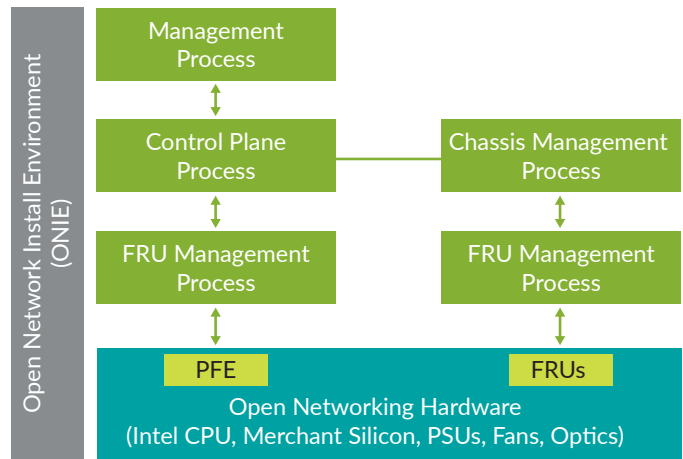 Open Network Install Environment
(ONIE)
Management
Process
Control Plane
Process
Chassis Management
Process
FRU Management
Process
FRU Management
Process
PFE
FRUs
Open Networking Hardware
(Intel CPU, Merchant Silicon, PSUs, Fans, Optics)